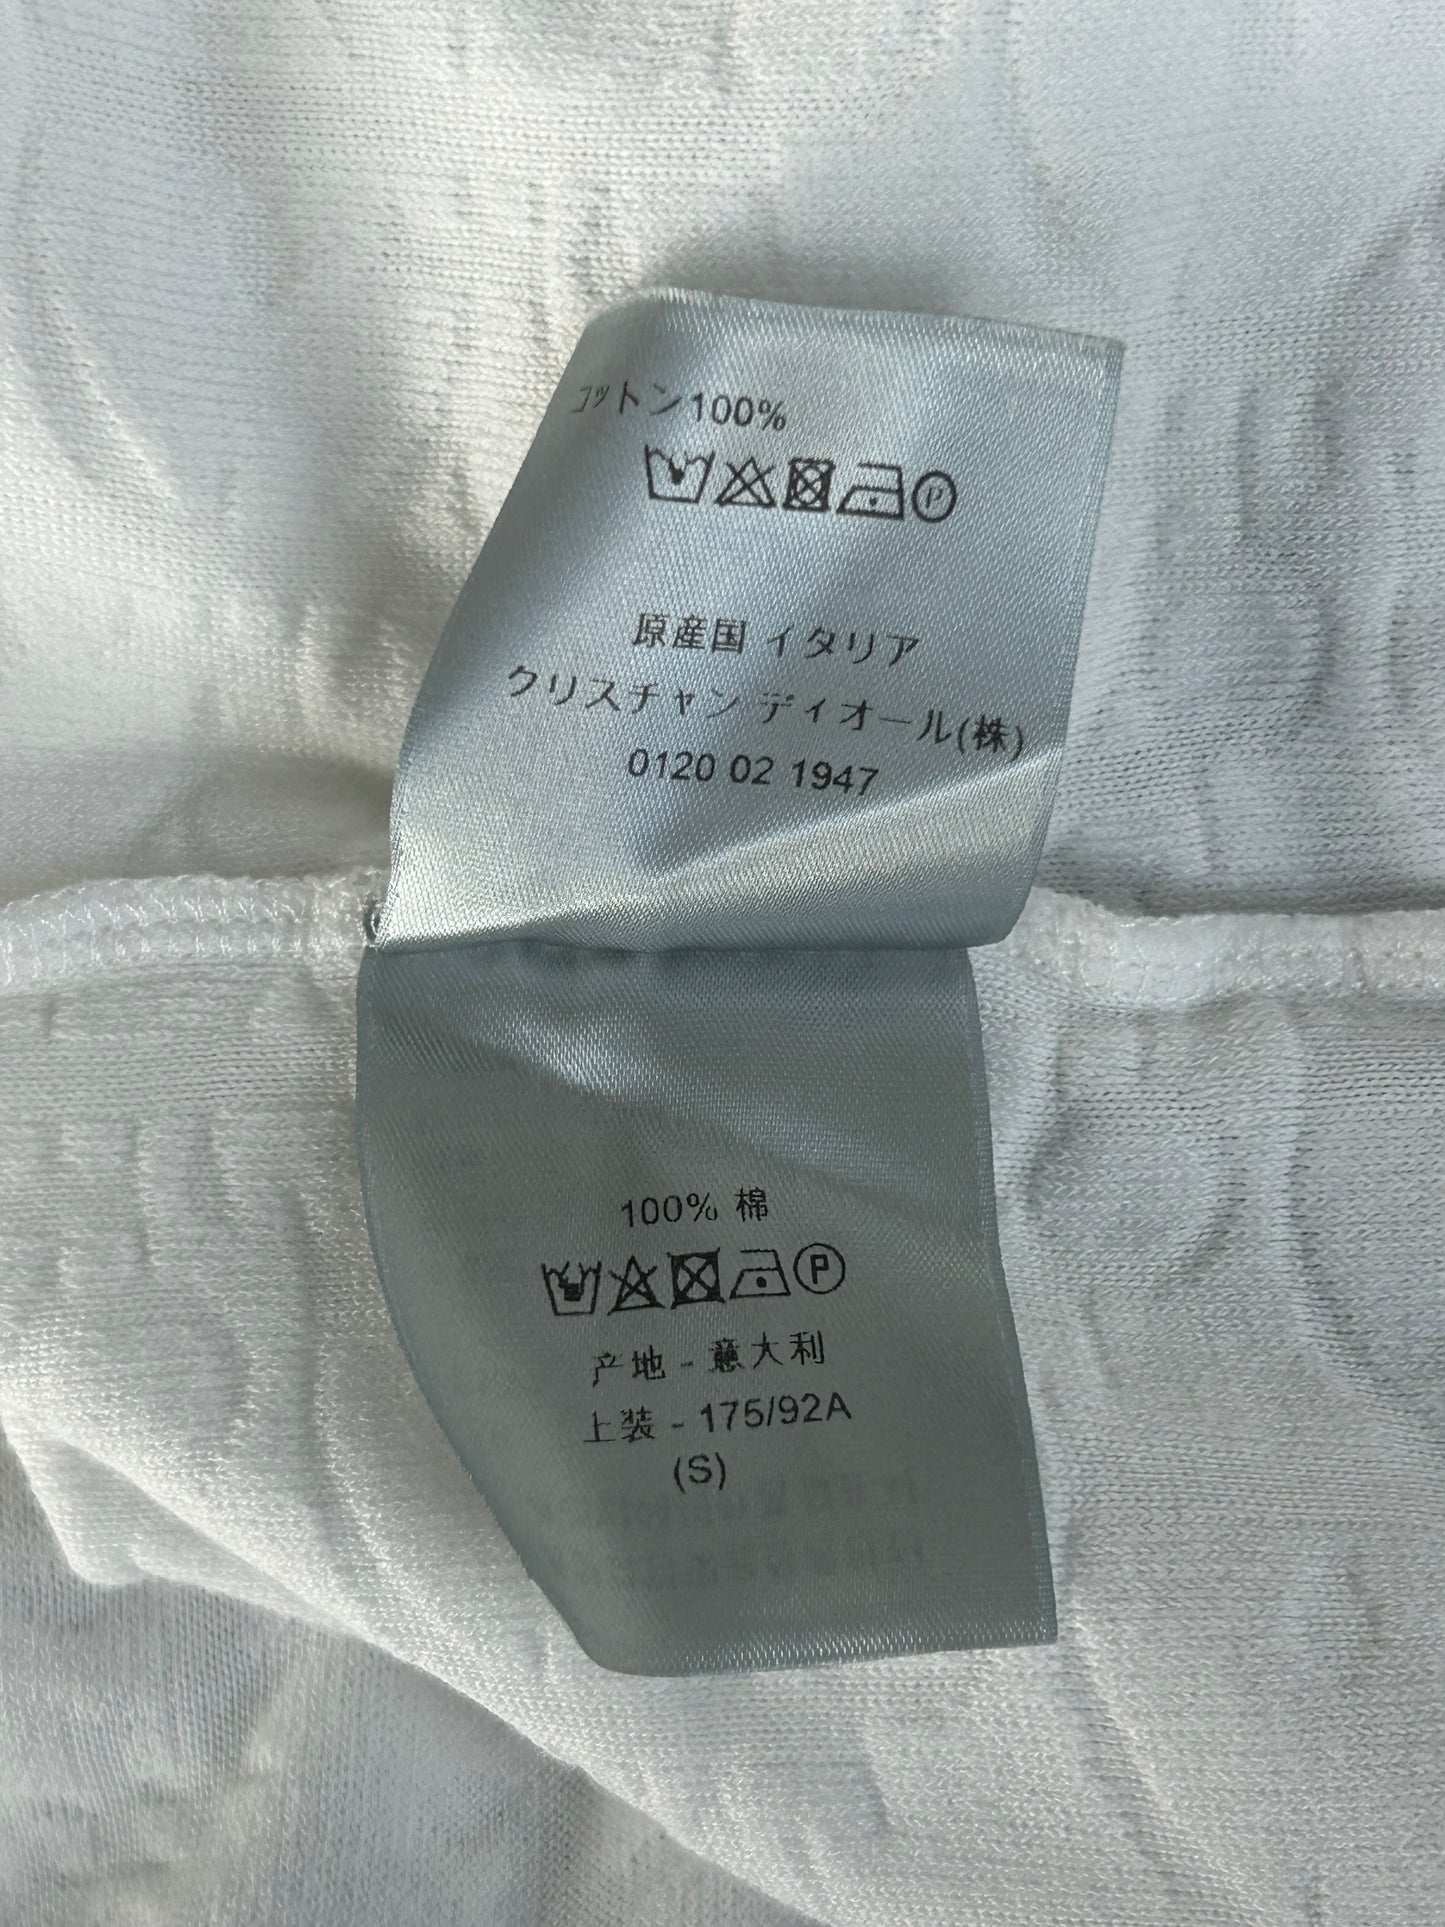 コットン100%
P
原産国 イタリア
クリスチャン ディオール(株)
0120 02 1947
100% 棉
P
产地 - 意大利
上装 - 175/92A
(S)